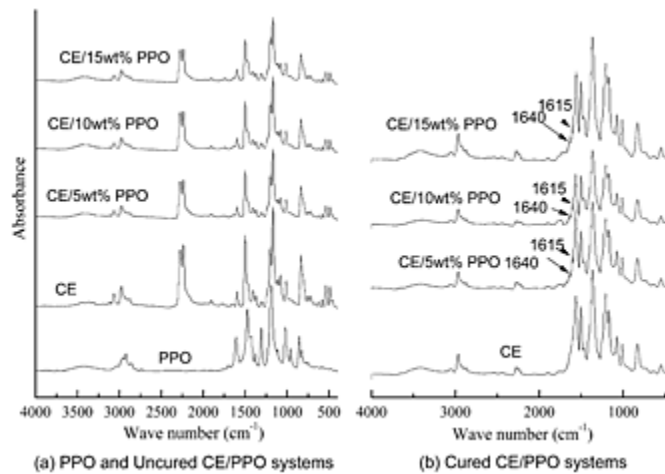 CE/15wt% PPO
CE/10wt% PPO
CE/5wt% PPO
CE
PPO
Absorbance
4000 3500 3000 2500 2000 1500 1000 500
Wave number (cm⁻¹)
(a) PPO and Uncured CE/PPO systems
1615
1640
CE/15wt% PPO
1615
CE/10wt% PPO
1640
1615
CE/5wt% PPO
1640
CE
4000 3000 2000 1000
Wave number (cm⁻¹)
(b) Cured CE/PPO systems